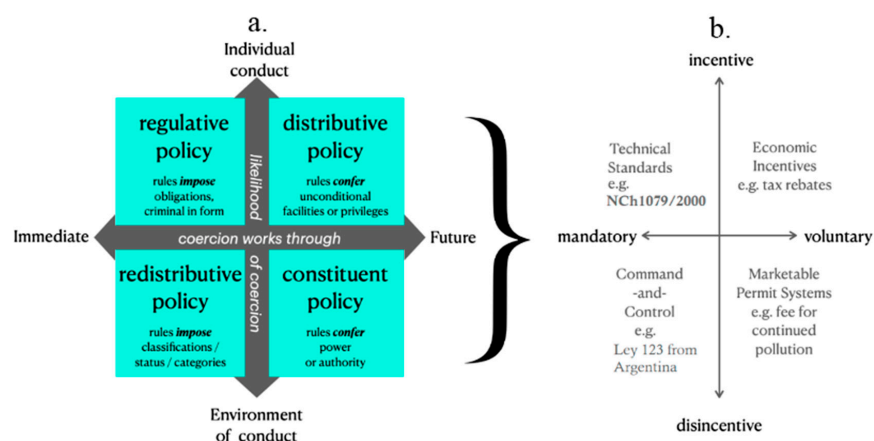 a.
Individual
conduct
regulative
policy
rules impose
obligations,
criminal in form
distributive
policy
rules confer
unconditional
facilities or privileges
likelihood
of coercion
Immediate
coercion works through
Future
redistributive
policy
rules impose
classifications /
status / categories
constituent
policy
rules confer
power
or authority
Environment
of conduct
b.
incentive
Technical
Standards
e.g.
NCh1079/2000
Economic
Incentives
e.g. tax rebates
mandatory
voluntary
Command
-and-
Control
e.g.
Ley 123 from
Argentina
Marketable
Permit Systems
e.g. fee for
continued
pollution
disincentive